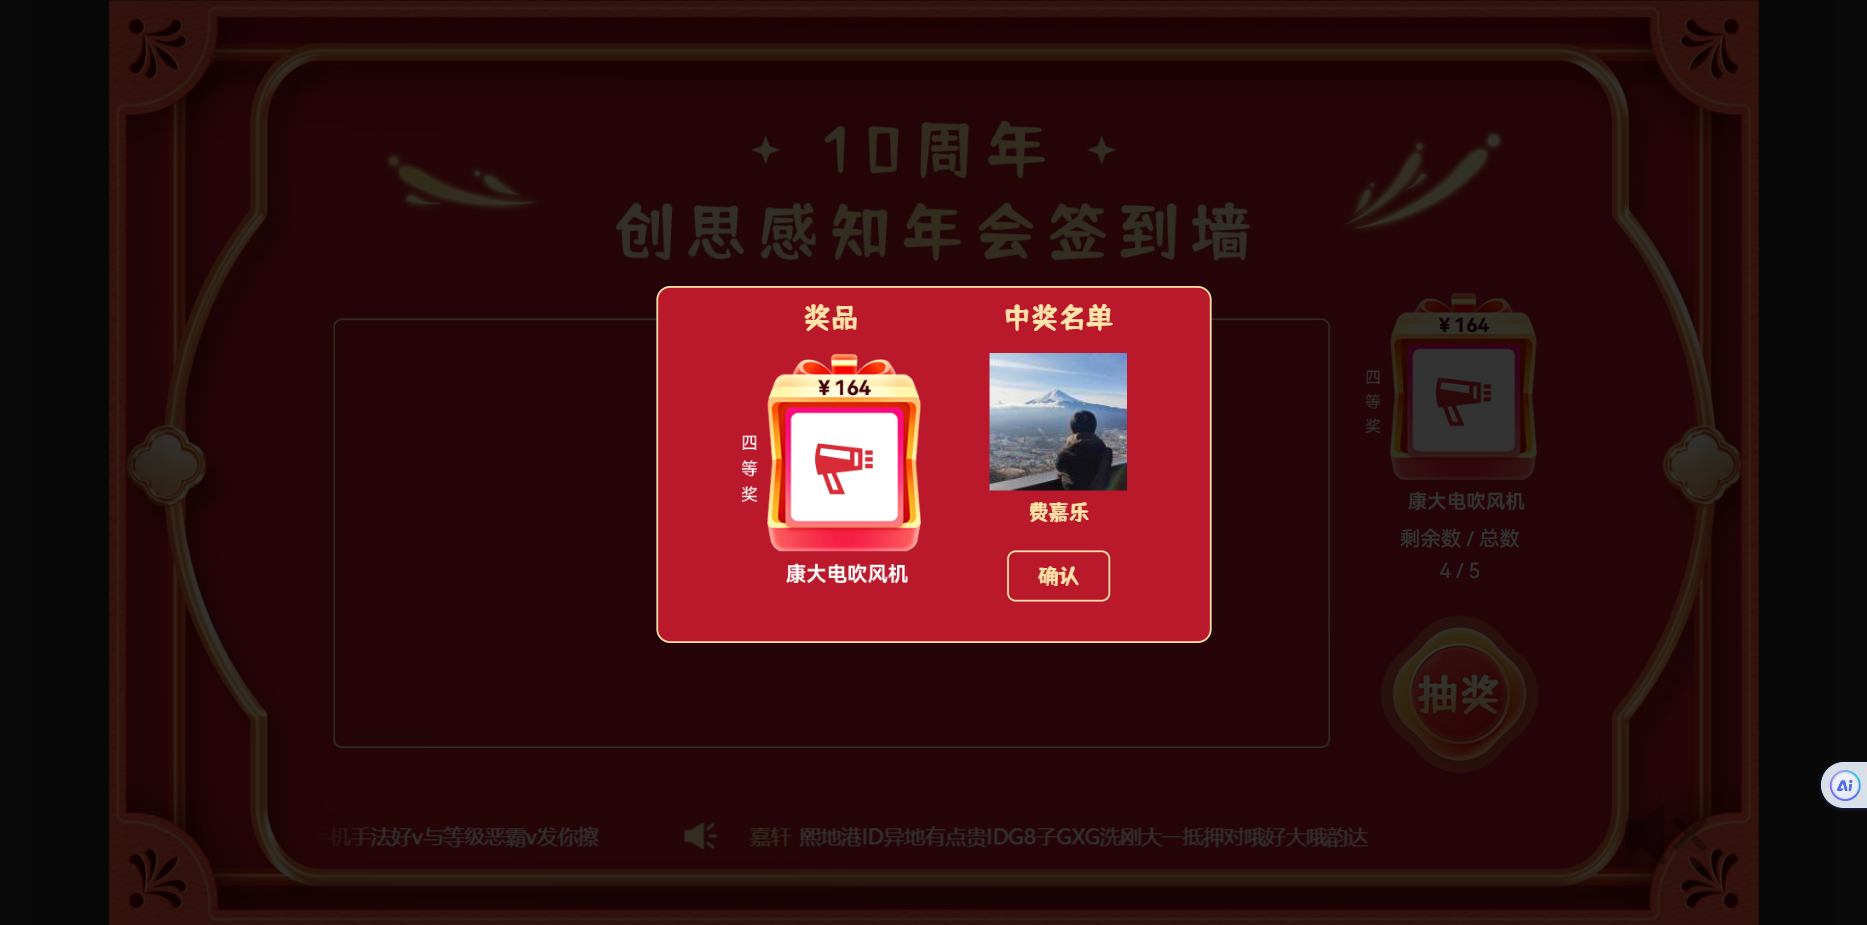 10周年
创思感知年会签到墙
奖品
中奖名单
¥164
四等奖
康大电吹风机
费嘉乐
确认
¥164
四等奖
康大电吹风机
剩余数 / 总数
4 / 5
抽奖
机手法好v与等级恶霸v发你擦
嘉轩 熙地港ID异地有点贵IDG8子GXG洗刚大一抵押对哦好大哦韵达
Ai